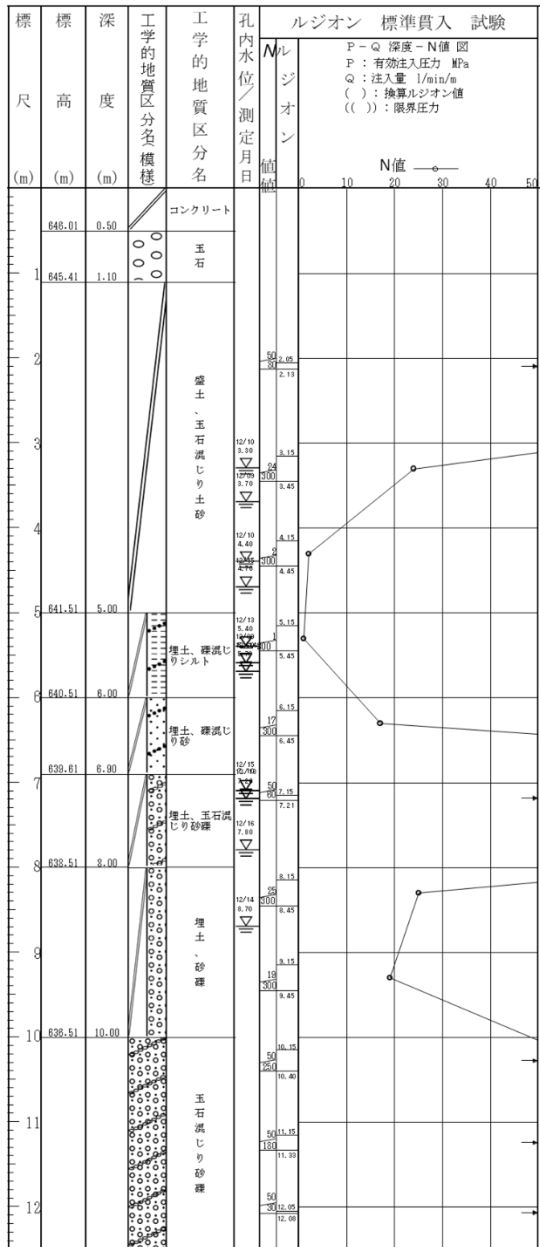 標尺(m)
標高(m)
深度(m)
工学的地質区分名(模様)
工学的地質区分名
孔内水位/測定月日
ルジオン 標準貫入 試験
N値
ルジオン値
P-Q 深度-N値 図
P : 有効注入圧力 MPa
Q : 注入量 l/min/m
( ) : 換算ルジオン値
(( )) : 限界圧力
N値
0 10 20 30 40 50
646.01 0.50 コンクリート
1 645.41 1.10 玉石
2
3
4
盛土、玉石混じり土砂
5 641.51 5.00
埋土、礫混じ
りシルト
6 640.51 6.00
埋土、礫混じ
り砂
639.61 6.90
7
埋土、玉石混
じり砂礫
8 638.51 8.00
9
埋土、砂礫
10 636.51 10.00
11
12
玉石混じり砂礫
12/10
3.30
12/09
3.70
12/10
4.40
4.70
12/13
5.40
12/15
12/16
7.80
12/14
8.70
50
80
2.05
2.13
24
300
3.15
3.45
2
300
4.15
4.45
1
5.15
5.45
17
300
6.15
6.45
50
60
7.15
7.21
25
300
8.15
8.45
19
300
9.15
9.45
50
250
10.15
10.40
50
180
11.15
11.33
50
30
12.05
12.08